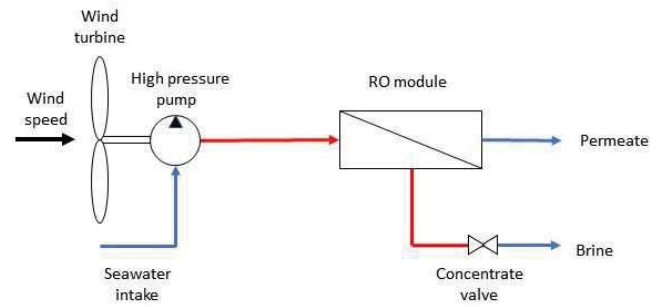 Wind
turbine
High pressure
pump
RO module
Wind
speed
Permeate
Brine
Seawater
intake
Concentrate
valve